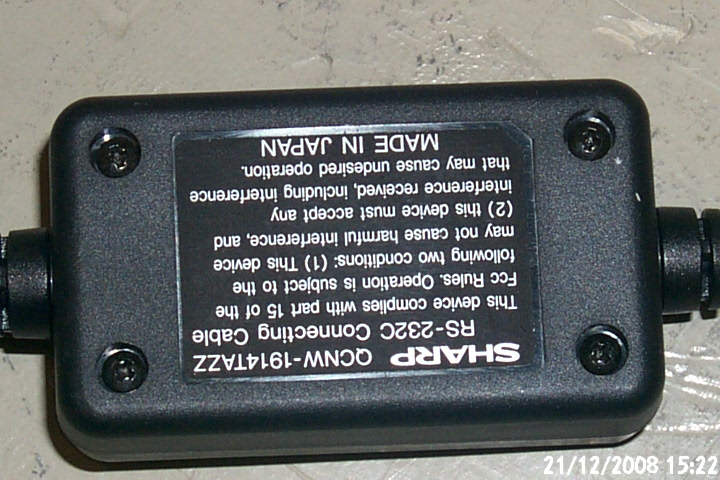 SHARP QCNW-1914TAZZ
RS-232C Connecting Cable
This device complies with part 15 of the
Fcc Rules. Operation is subject to the
following two conditions: (1) This device
may not cause harmful interference, and
(2) this device must accept any
interference received, including interference
that may cause undesired operation.
MADE IN JAPAN
21/12/2008 15:22